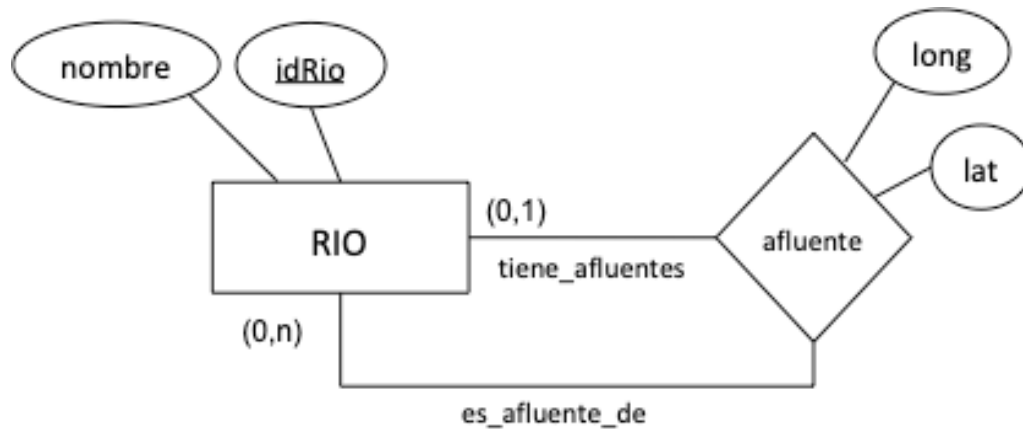 nombre
idRio
long
lat
RIO
(0,1)
tiene_afluentes
afluente
(0,n)
es_afluente_de